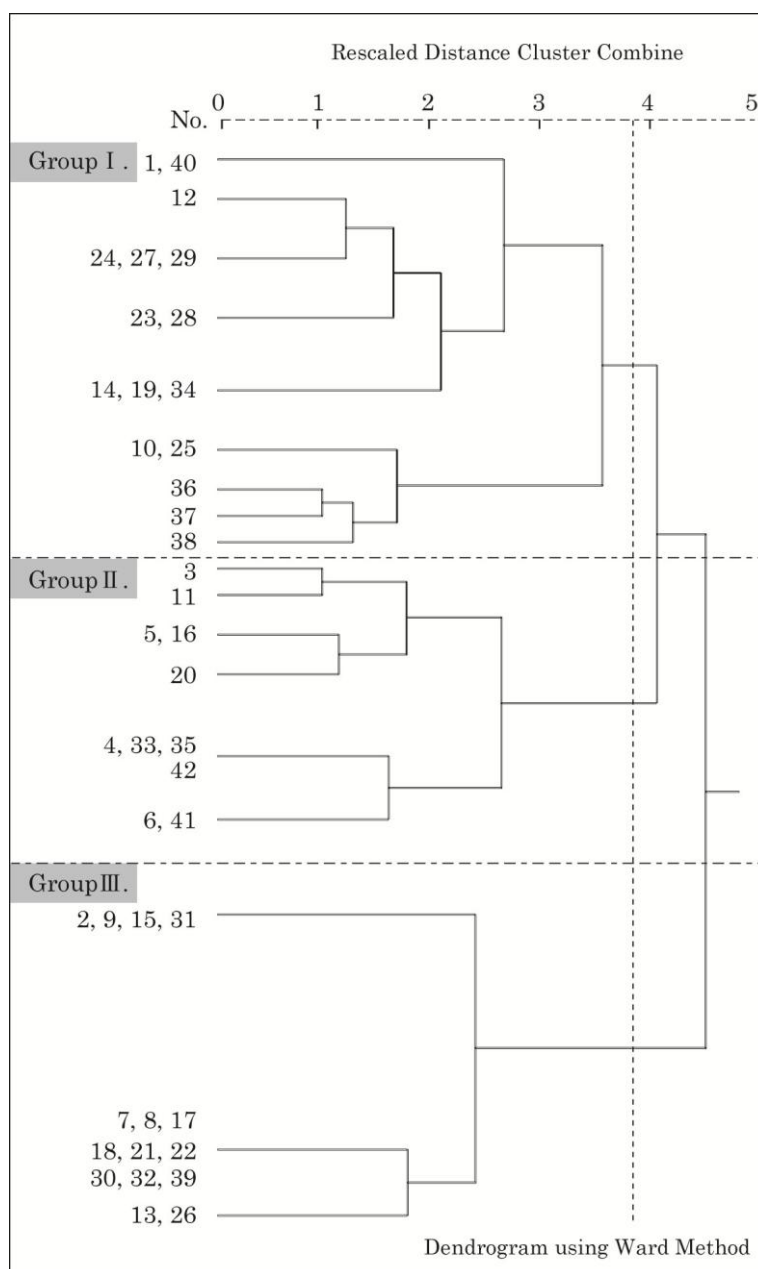 Rescaled Distance Cluster Combine
0 1 2 3 4 5
No.
Group Ⅰ. 1, 40
12
24, 27, 29
23, 28
14, 19, 34
10, 25
36
37
38
Group Ⅱ. 3
11
5, 16
20
4, 33, 35
42
6, 41
Group Ⅲ.
2, 9, 15, 31
7, 8, 17
18, 21, 22
30, 32, 39
13, 26
Dendrogram using Ward Method